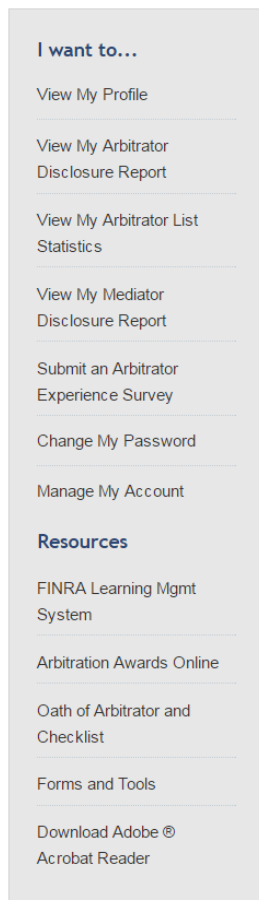 I want to...
View My Profile
View My Arbitrator
Disclosure Report
View My Arbitrator List
Statistics
View My Mediator
Disclosure Report
Submit an Arbitrator
Experience Survey
Change My Password
Manage My Account
Resources
FINRA Learning Mgmt
System
Arbitration Awards Online
Oath of Arbitrator and
Checklist
Forms and Tools
Download Adobe ®
Acrobat Reader